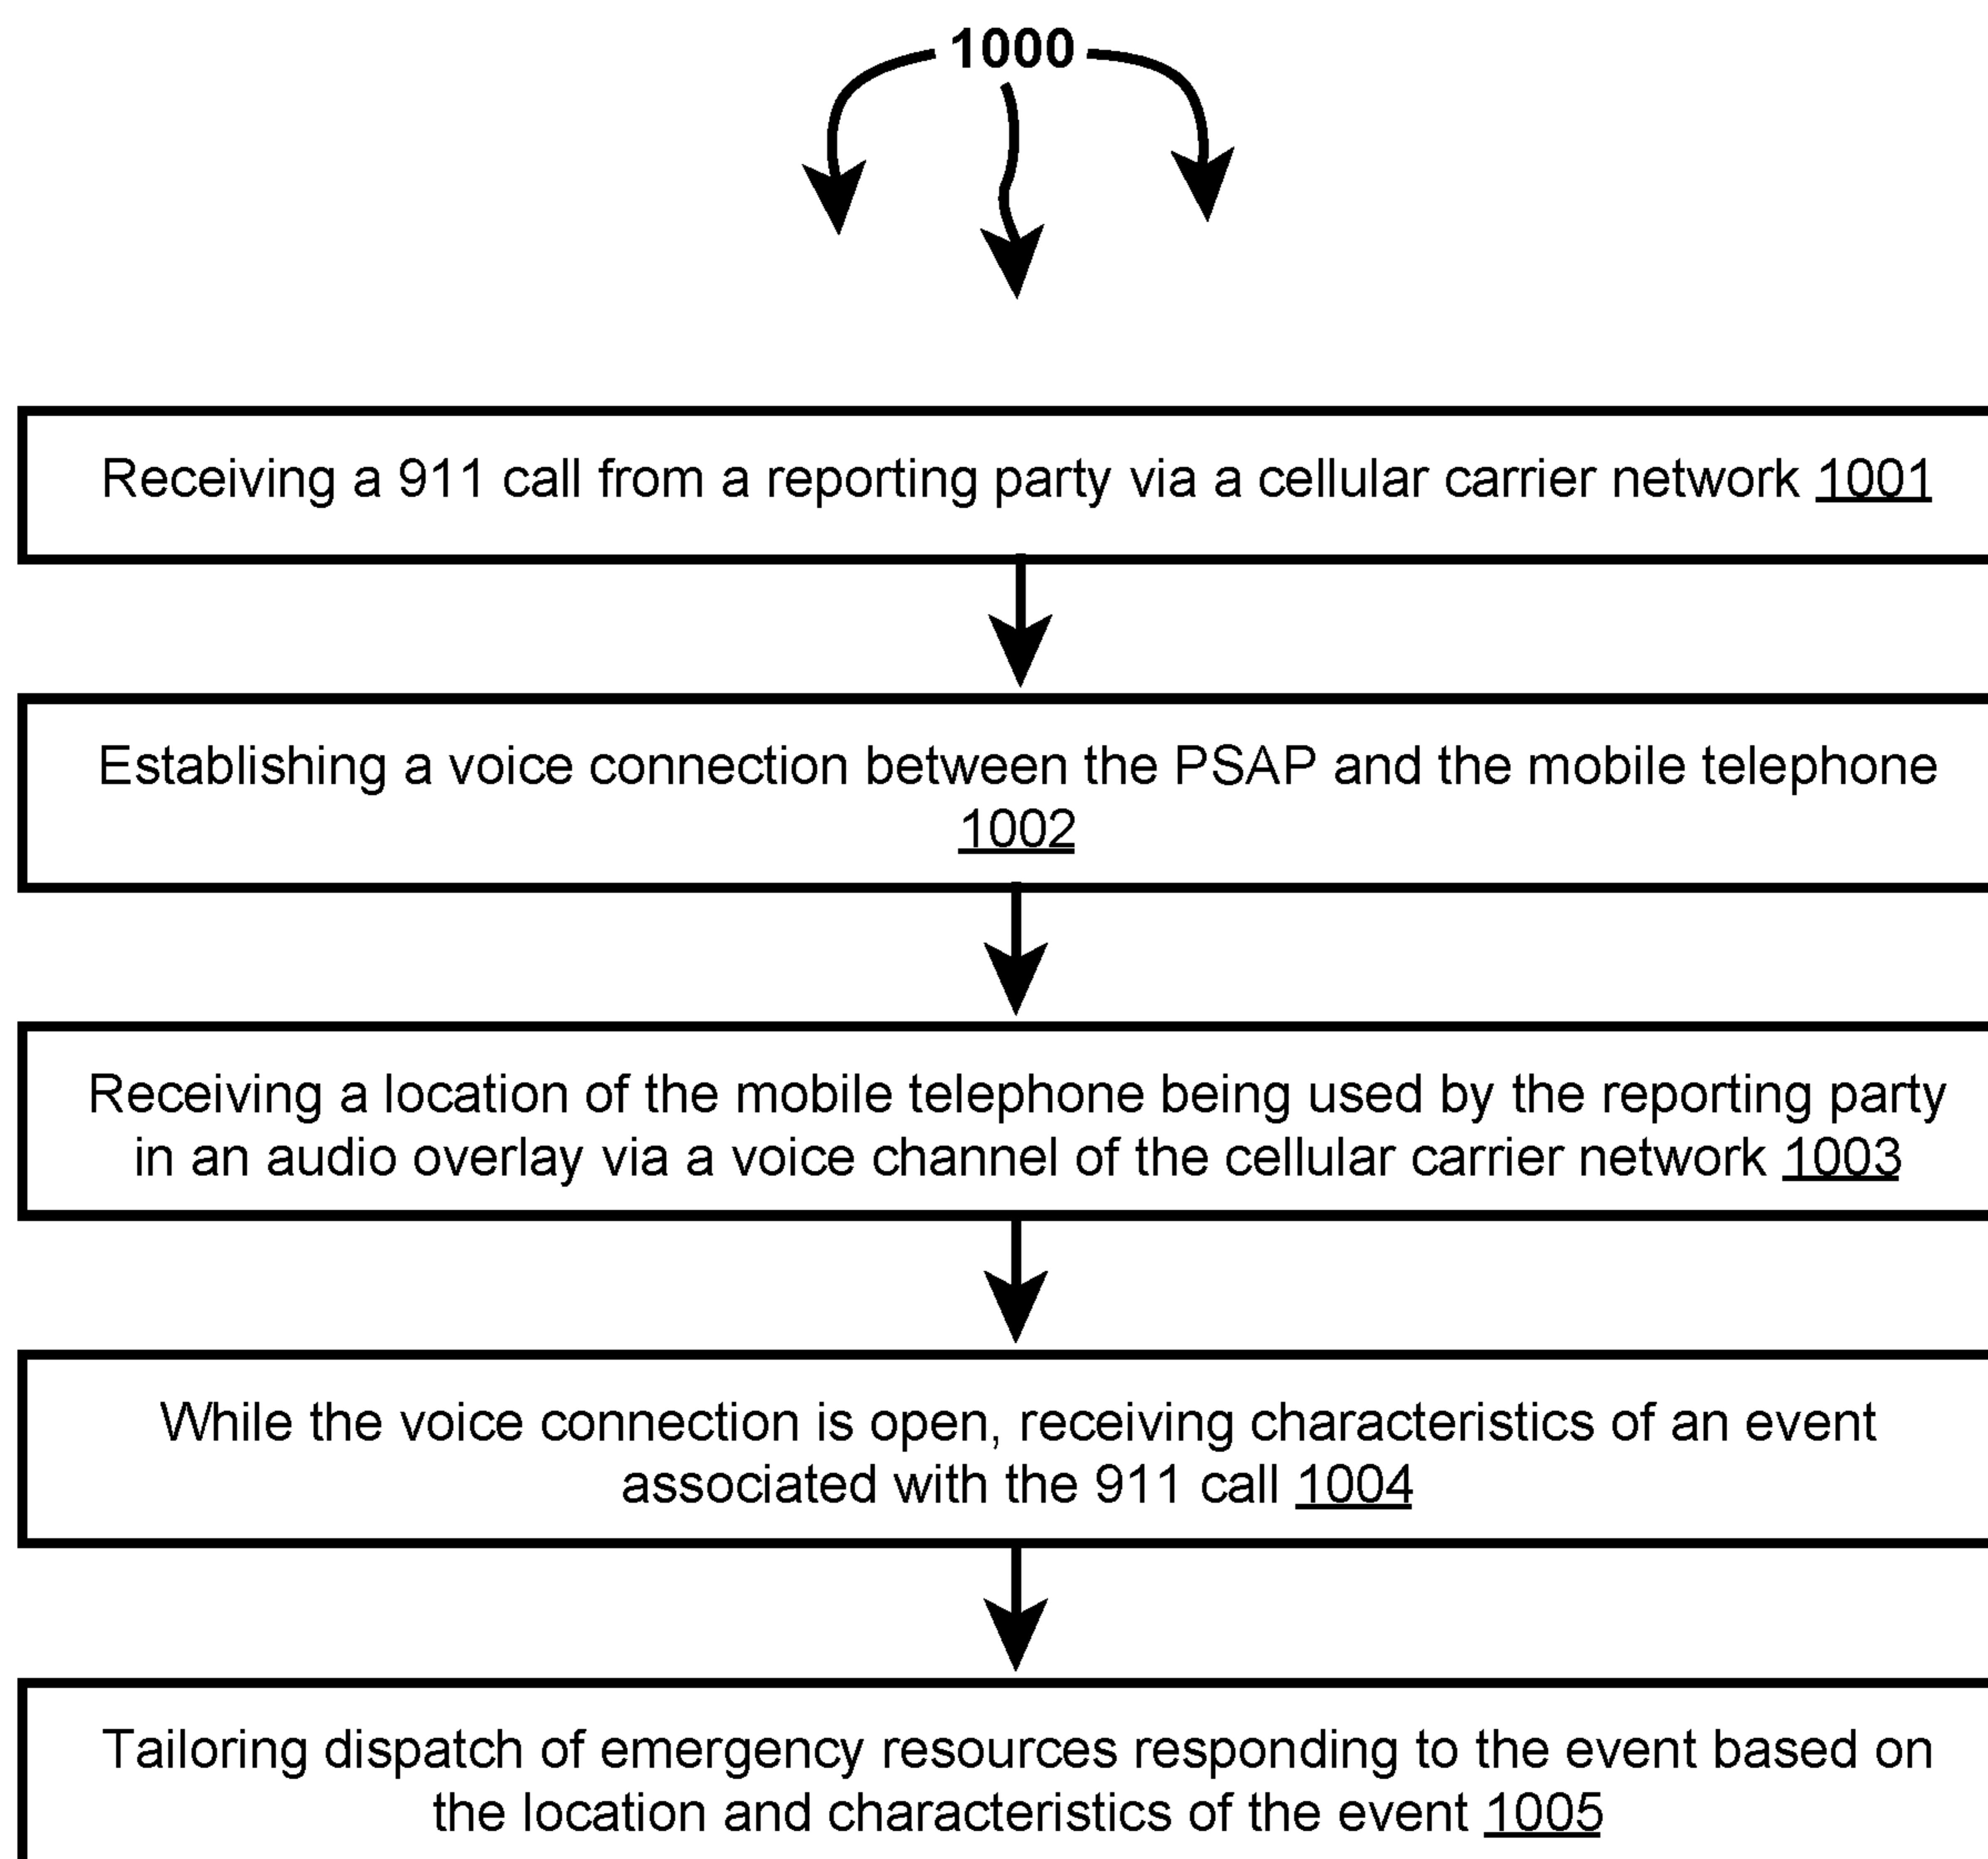 1000
Receiving a 911 call from a reporting party via a cellular carrier network 1001
Establishing a voice connection between the PSAP and the mobile telephone
1002
Receiving a location of the mobile telephone being used by the reporting party
in an audio overlay via a voice channel of the cellular carrier network 1003
While the voice connection is open, receiving characteristics of an event
associated with the 911 call 1004
Tailoring dispatch of emergency resources responding to the event based on
the location and characteristics of the event 1005